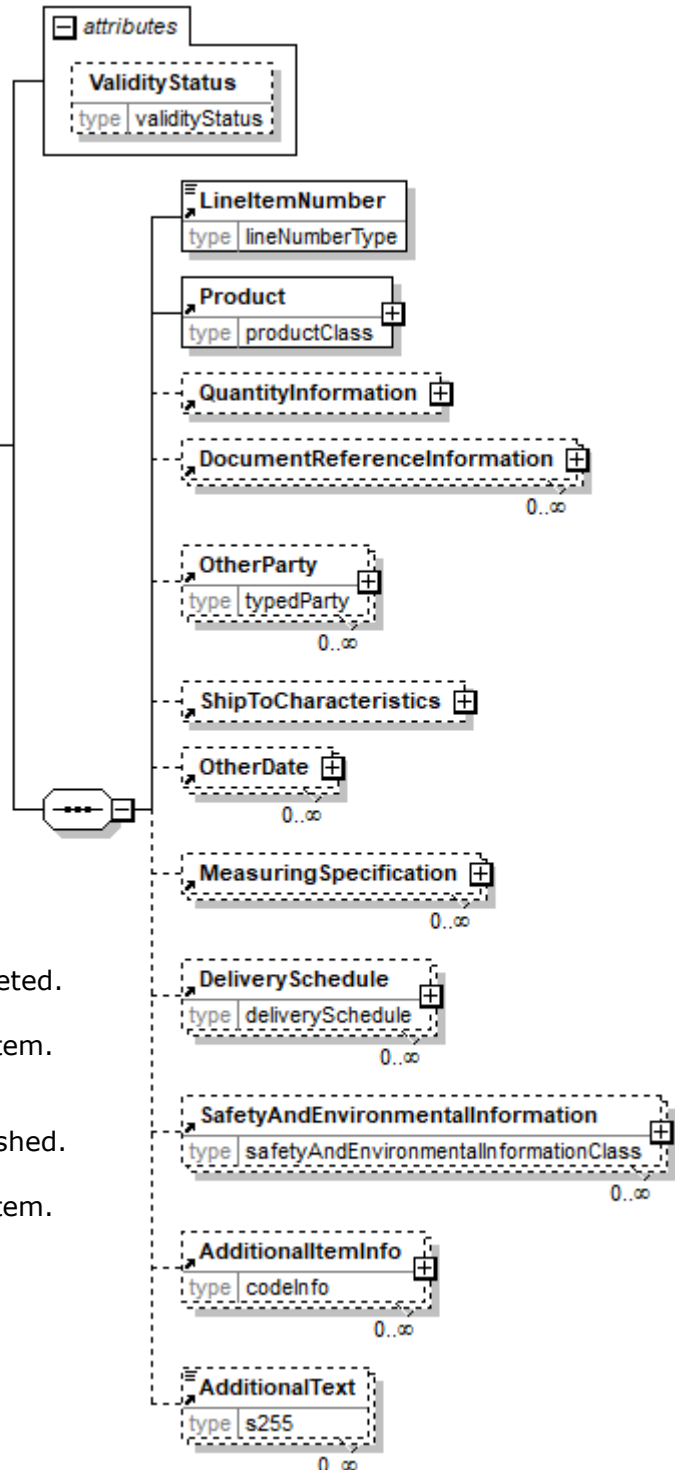 attributes
ValidityStatus
type validityStatus
LineItemNumber
type lineNumberType
Product
type productClass
QuantityInformation
DocumentReferenceInformation
0..∞
OtherParty
type typedParty
0..∞
ShipToCharacteristics
OtherDate
0..∞
MeasuringSpecification
0..∞
eted.
DeliverySchedule
type deliverySchedule
tem.
0..∞
SafetyAndEnvironmentalInformation
shed.
type safetyAndEnvironmentalInformationClass
0..∞
tem.
AdditionalItemInfo
type codeInfo
0..∞
AdditionalText
type s255
0..∞